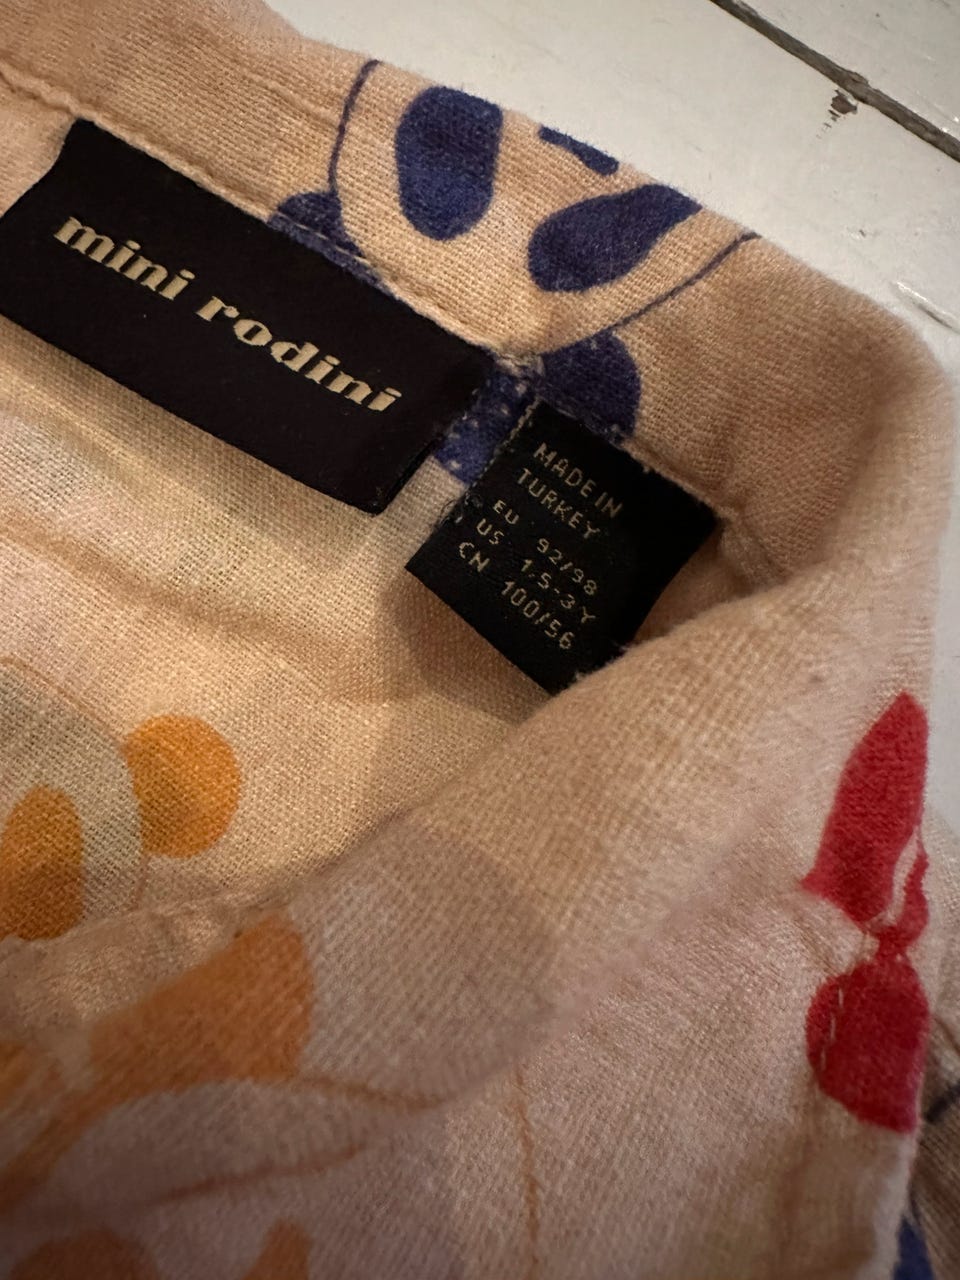 mini rodini
MADE IN
TURKEY
EU 92/98
US 1,5-3Y
CN 100/56